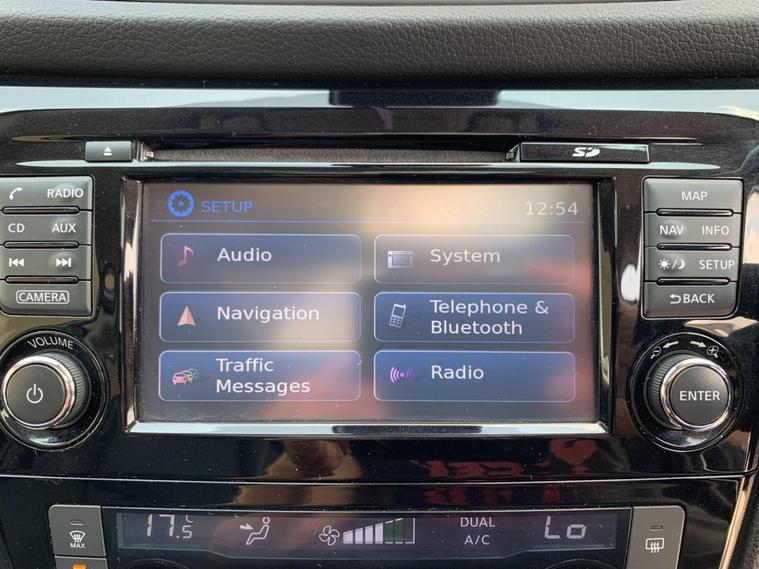 SD
RADIO
CD AUX
CAMERA
VOLUME
SETUP 12:54
Audio
System
Navigation
Telephone &
Bluetooth
Traffic
Messages
Radio
MAP
NAV INFO
SETUP
BACK
ENTER
MAX
17.5°C
DUAL
A/C
Lo